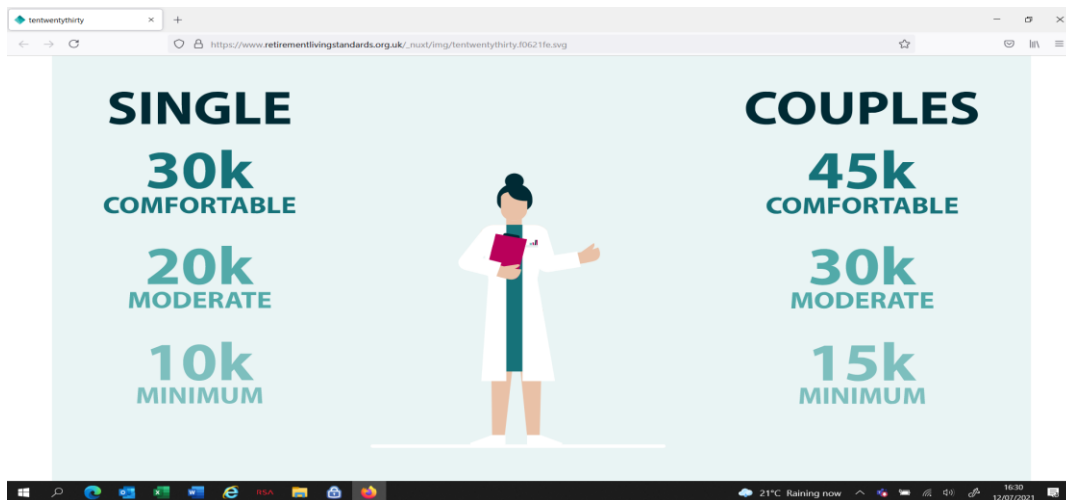 tentwentythirty
https://www.retirementlivingstandards.org.uk/_nuxt/img/tentwentythirty.f0621fe.svg
SINGLE
30k
COMFORTABLE
20k
MODERATE
10k
MINIMUM
COUPLES
45k
COMFORTABLE
30k
MODERATE
15k
MINIMUM
RSA
21°C Raining now
16:30
12/07/2021